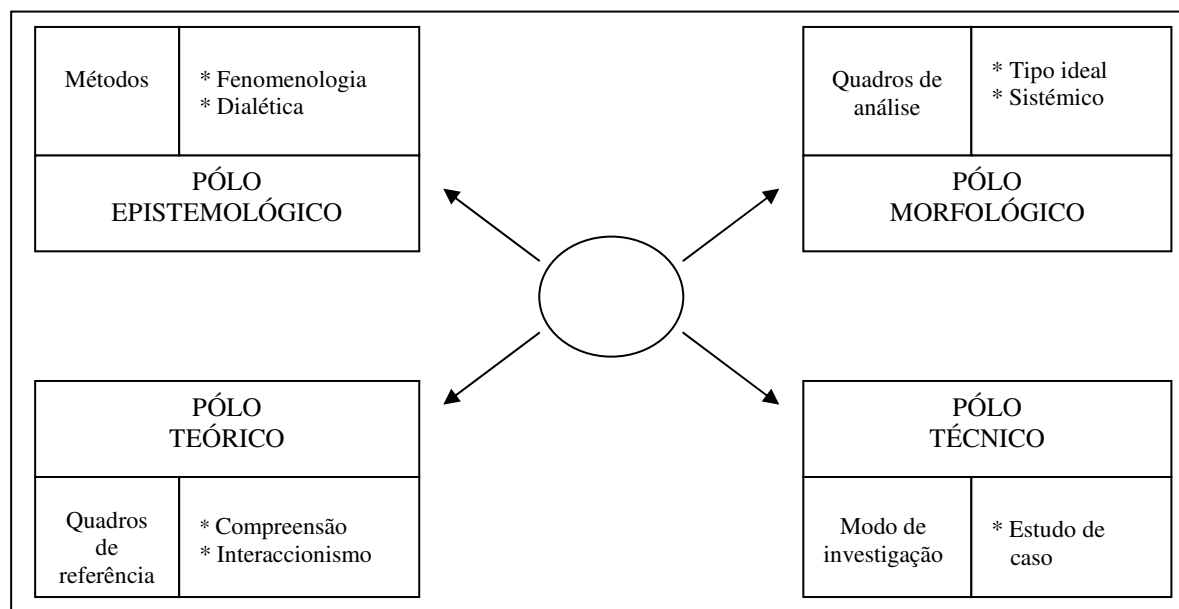 Métodos
* Fenomenologia
* Dialética
PÓLO
EPISTEMOLÓGICO
Quadros de
análise
* Tipo ideal
* Sistémico
PÓLO
MORFOLÓGICO
PÓLO
TEÓRICO
Quadros
de
referência
* Compreensão
* Interaccionismo
PÓLO
TÉCNICO
Modo de
investigação
* Estudo de
caso